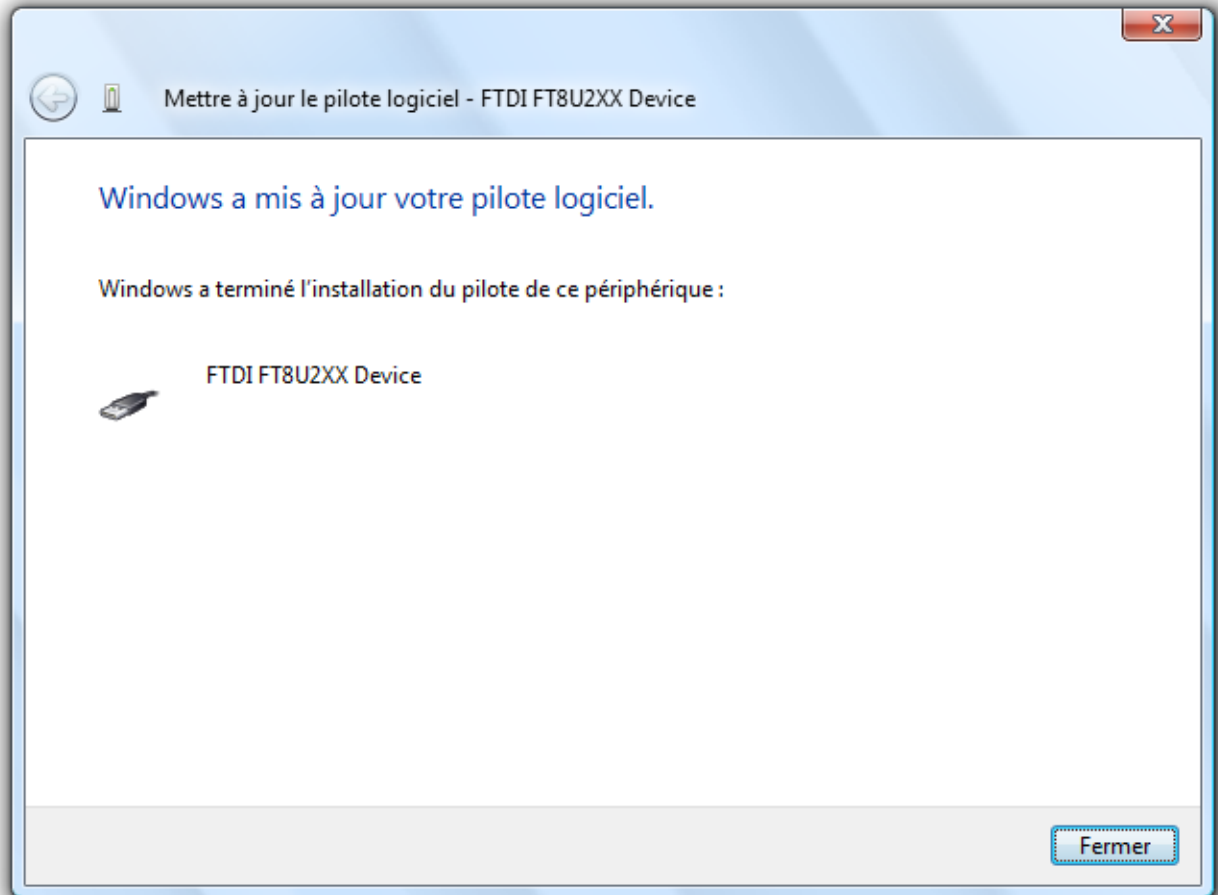 Mettre à jour le pilote logiciel - FTDI FT8U2XX Device
Windows a mis à jour votre pilote logiciel.
Windows a terminé l'installation du pilote de ce périphérique :
FTDI FT8U2XX Device
Fermer